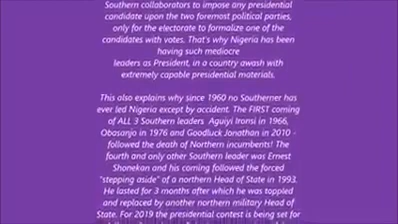 Southern collaborators to impose any presidential
candidate upon the two foremost political parties,
only for the electorate to formalize one of the
candidates with votes. That's why Nigeria has been
having such mediocre
leaders as President, in a country awash with
extremely capable presidential materials.
This also explains why since 1960 no Southerner has
ever led Nigeria except by accident. The FIRST coming
of ALL 3 Southern leaders Aguiyi Ironsi in 1966,
Obasanjo in 1976 and Goodluck Jonathan in 2010 -
followed the death of Northern incumbents! The
fourth and only other Southern leader was Ernest
Shonekan and his coming followed the forced
"stepping aside" of a northern Head of State in 1993.
He lasted for 3 months after which he was toppled
and replaced by another northern military Head of
State. For 2019 the presidential contest is being set for